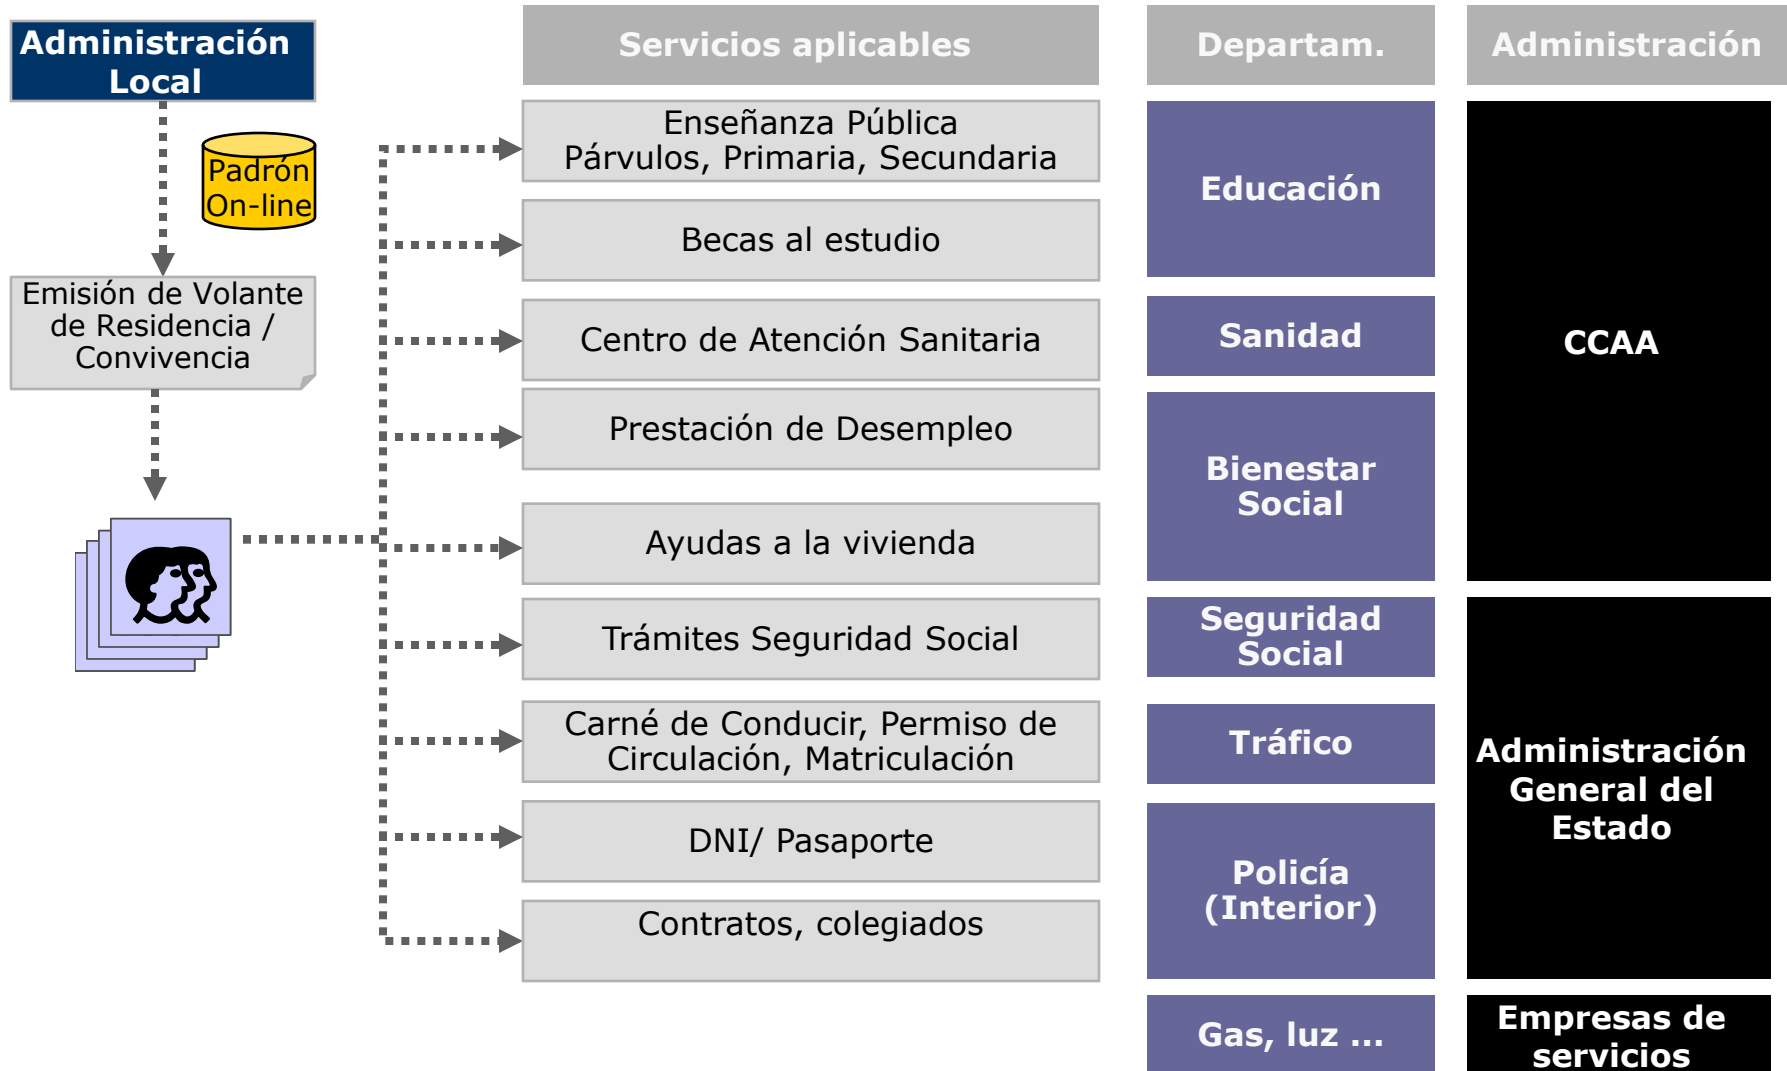 Administración
Local
Padrón
On-line
Emisión de Volante
de Residencia /
Convivencia
Servicios aplicables
Enseñanza Pública
Párvulos, Primaria, Secundaria
Becas al estudio
Centro de Atención Sanitaria
Prestación de Desempleo
Ayudas a la vivienda
Trámites Seguridad Social
Carné de Conducir, Permiso de
Circulación, Matriculación
DNI/ Pasaporte
Contratos, colegiados
Departam.
Educación
Sanidad
Bienestar
Social
Seguridad
Social
Tráfico
Policía
(Interior)
Gas, luz ...
Administración
CCAA
Administración
General del
Estado
Empresas de
servicios